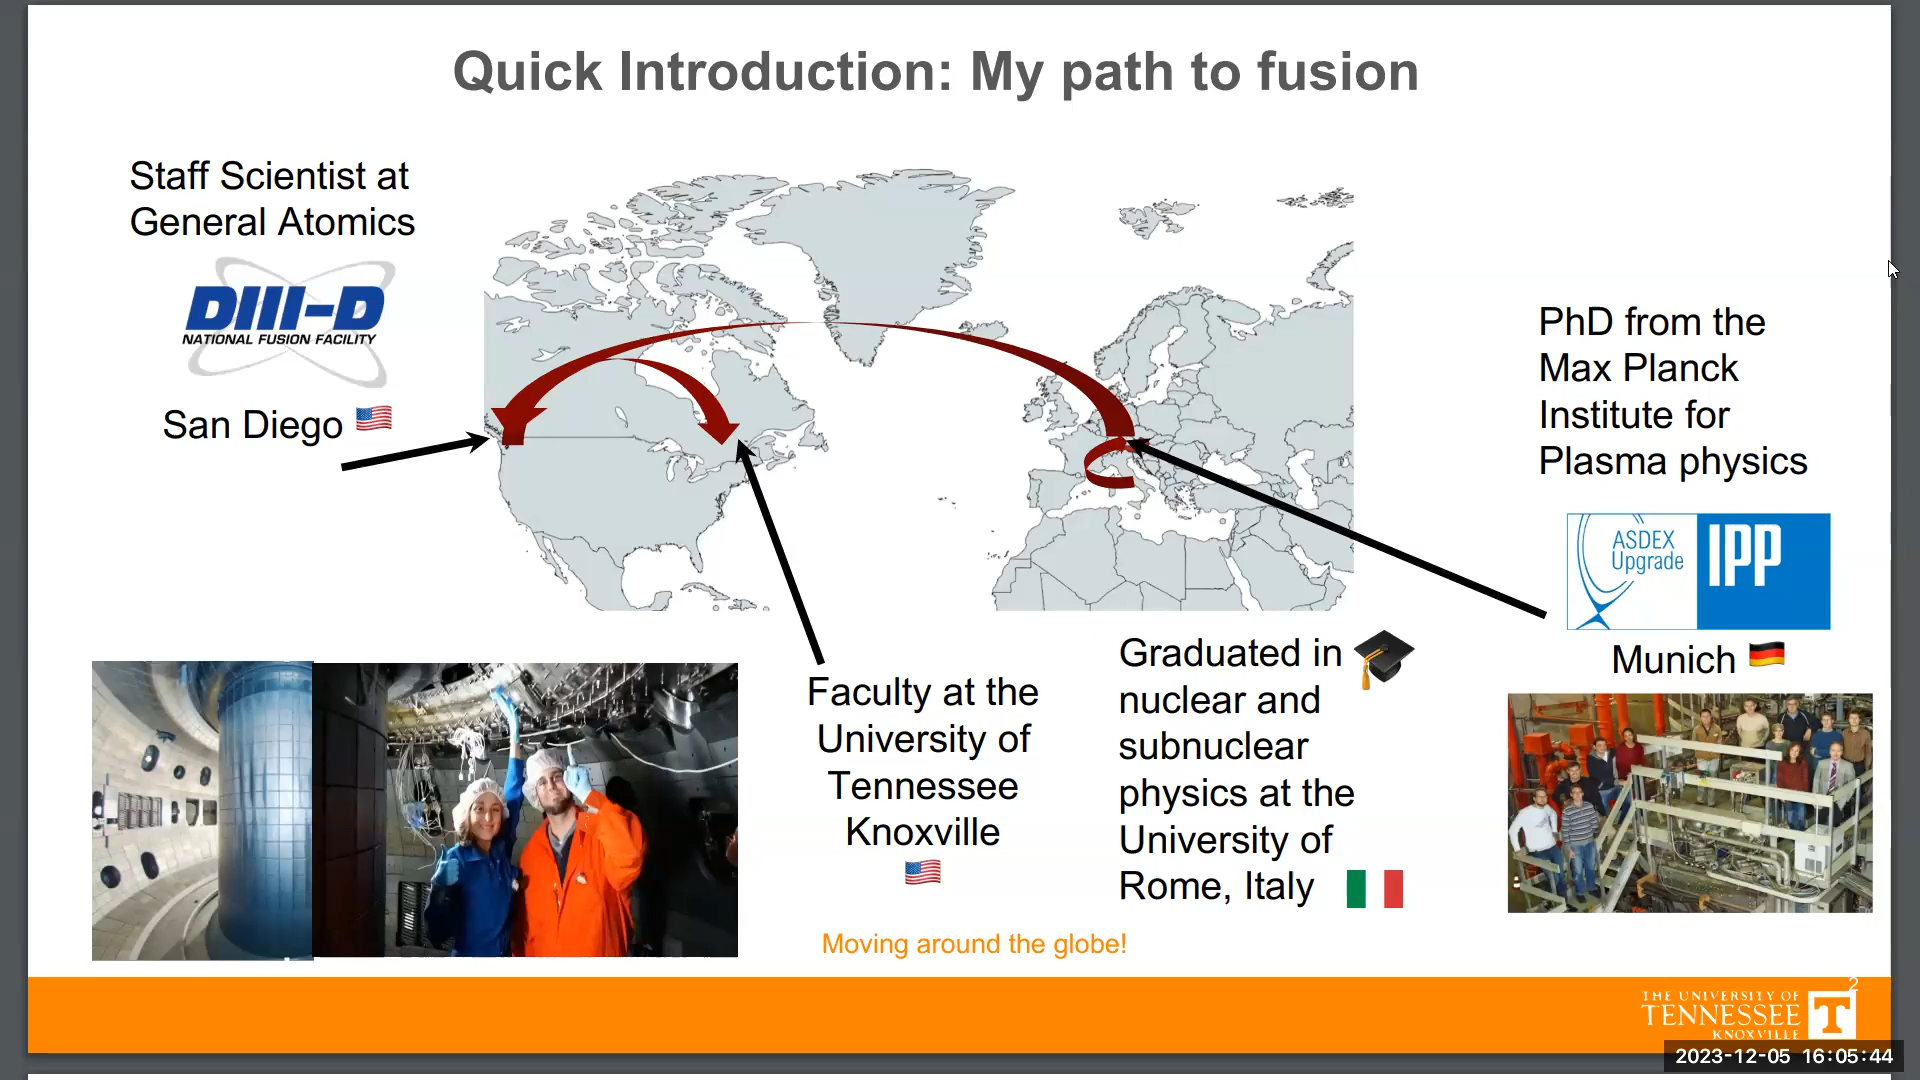 Quick Introduction: My path to fusion
Staff Scientist at
General Atomics
DIII-D
NATIONAL FUSION FACILITY
San Diego
PhD from the
Max Planck
Institute for
Plasma physics
ASDEX
Upgrade
IPP
Munich
Faculty at the
University of
Tennessee
Knoxville
Graduated in
nuclear and
subnuclear
physics at the
University of
Rome, Italy
Moving around the globe!
2
THE UNIVERSITY OF
TENNESSEE
KNOXVILLE
T
2023-12-05 16:05:44